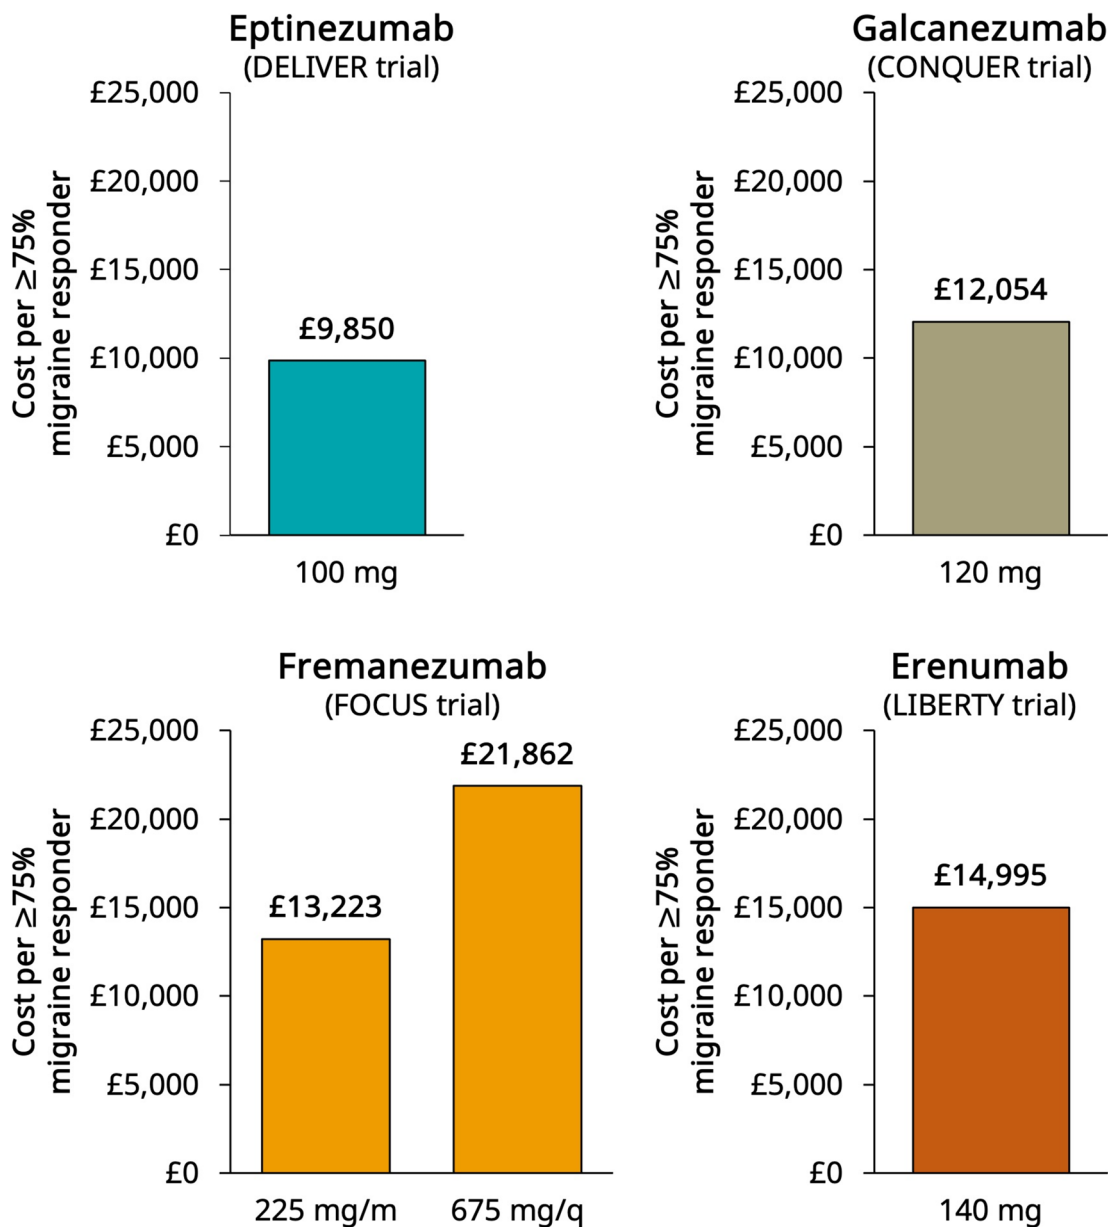 Eptinezumab
(DELIVER trial)
Cost per ≥75%
migraine responder
£25,000
£20,000
£15,000
£10,000
£5,000
£0
£9,850
100 mg
Galcanezumab
(CONQUER trial)
Cost per ≥75%
migraine responder
£25,000
£20,000
£15,000
£10,000
£5,000
£0
£12,054
120 mg
Fremanezumab
(FOCUS trial)
Cost per ≥75%
migraine responder
£25,000
£20,000
£15,000
£10,000
£5,000
£0
£13,223
£21,862
225 mg/m
675 mg/q
Erenumab
(LIBERTY trial)
Cost per ≥75%
migraine responder
£25,000
£20,000
£15,000
£10,000
£5,000
£0
£14,995
140 mg